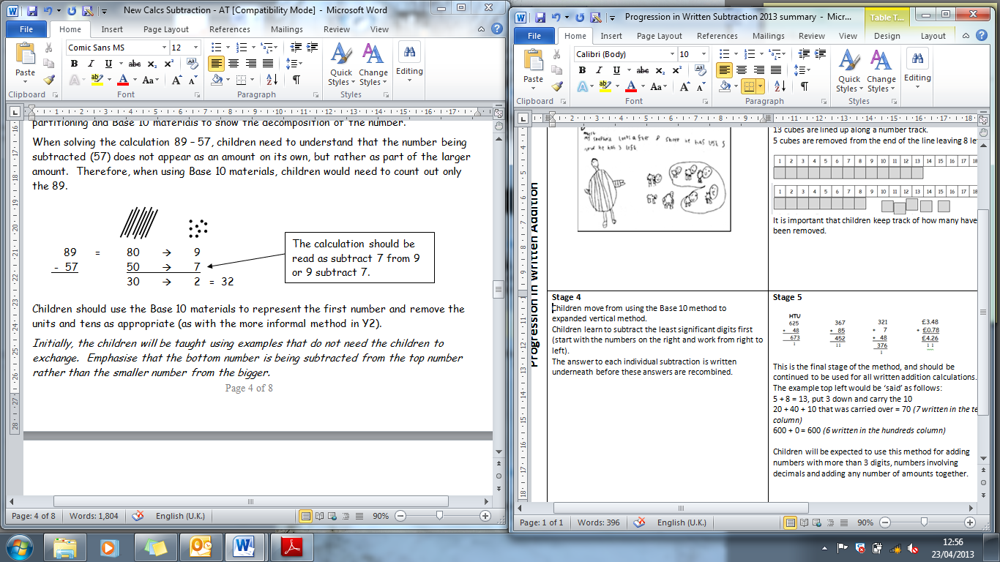 New Calcs Subtraction - AT [Compatibility Mode] - Microsoft Word
File Home Insert Page Layout References Mailings Review View
Comic Sans MS 12
Paste
Quick Styles
Change Styles
Editing
Clipboard Font Paragraph Styles
partitioning and Base 10 materials to show the decomposition of the number.
When solving the calculation 89 – 57, children need to understand that the number being
subtracted (57) does not appear as an amount on its own, but rather as part of the larger
amount. Therefore, when using Base 10 materials, children would need to count out only
the 89.
89 = 80 → 9
- 57 50 → 7
30 → 2 = 32
The calculation should be
read as subtract 7 from 9
or 9 subtract 7.
Children should use the Base 10 materials to represent the first number and remove the
units and tens as appropriate (as with the more informal method in Y2).
Initially, the children will be taught using examples that do not need the children to
exchange. Emphasise that the bottom number is being subtracted from the top number
rather than the smaller number from the bigger.
Page 4 of 8
Page: 4 of 8 Words: 1,804 English (U.K.) 90%
Progression in Written Subtraction 2013 summary - Micr...
Table T...
File Home Insert Page Layout References Mailings Review View Design Layout
Calibri (Body) 10
Paste
Quick Styles
Change Styles
Editing
Clipboard Font Paragraph Styles
Progression in Written Addition
now he has 3 left
13 cubes are lined up along a number track.
5 cubes are removed from the end of the line leaving 8 le
1 2 3 4 5 6 7 8 9 10 11 12 13 14 15 16 17 18
1 2 3 4 5 6 7 8 9 10 11 12 13 14 15 16 17 18
It is important that children keep track of how many have
been removed.
Stage 4
Children move from using the Base 10 method to
expanded vertical method.
Children learn to subtract the least significant digits first
(start with the numbers on the right and work from right to
left).
The answer to each individual subtraction is written
underneath before these answers are recombined.
Stage 5
HTU
625
+ 48
673
1
367
+ 85
452
11
321
+ 7
+ 48
376
1
£3.48
+ £0.78
£4.26
1 1
This is the final stage of the method, and should be
continued to be used for all written addition calculations.
The example top left would be ‘said’ as follows:
5 + 8 = 13, put 3 down and carry the 10
20 + 40 + 10 that was carried over = 70 (7 written in the te
column)
600 + 0 = 600 (6 written in the hundreds column)
Children will be expected to use this method for adding
numbers with more than 3 digits, numbers involving
decimals and adding any number of amounts together.
Page: 1 of 1 Words: 396 English (U.K.) 90%
12:56
23/04/2013